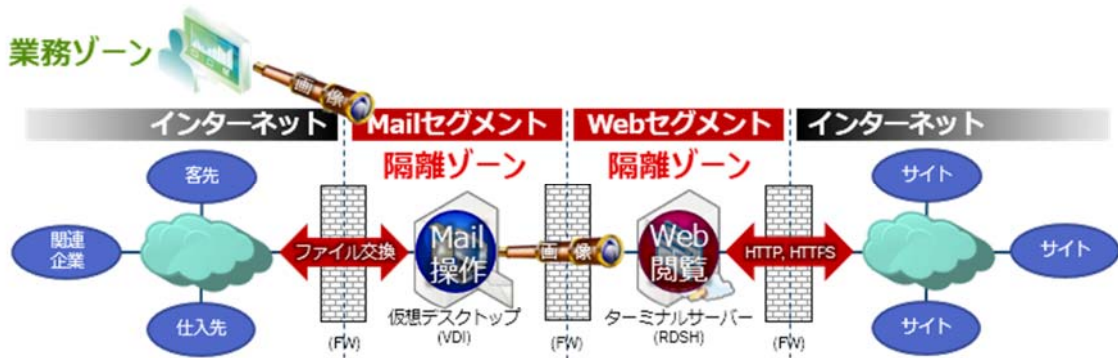 業務ゾーン
画像
インターネット
Mailセグメント
Webセグメント
インターネット
隔離ゾーン
隔離ゾーン
客先
関連
企業
仕入先
ファイル交換
Mail
操作
画像
Web
閲覧
HTTP, HTTPS
サイト
サイト
サイト
仮想デスクトップ
(VDI)
ターミナルサーバー
(RDSH)
(FW)
(FW)
(FW)